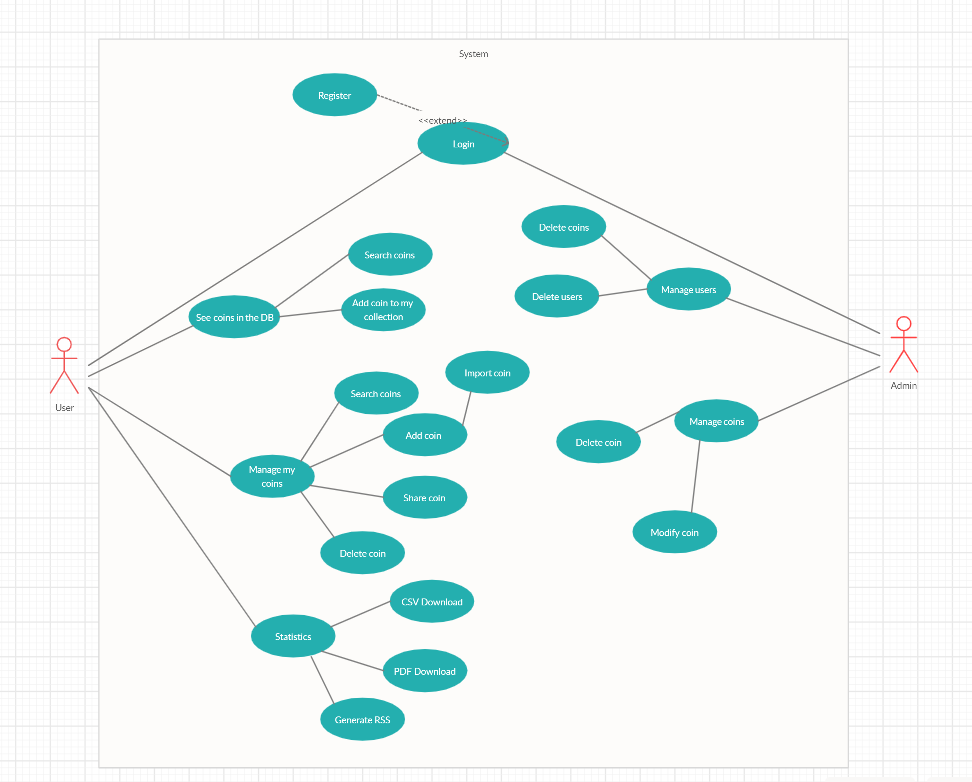 System
Register
<<extend>>
Login
Delete coins
Search coins
Manage users
Delete users
Add coin to my
collection
See coins in the DB
User
Admin
Import coin
Search coins
Manage coins
Add coin
Delete coin
Manage my
coins
Share coin
Modify coin
Delete coin
CSV Download
Statistics
PDF Download
Generate RSS